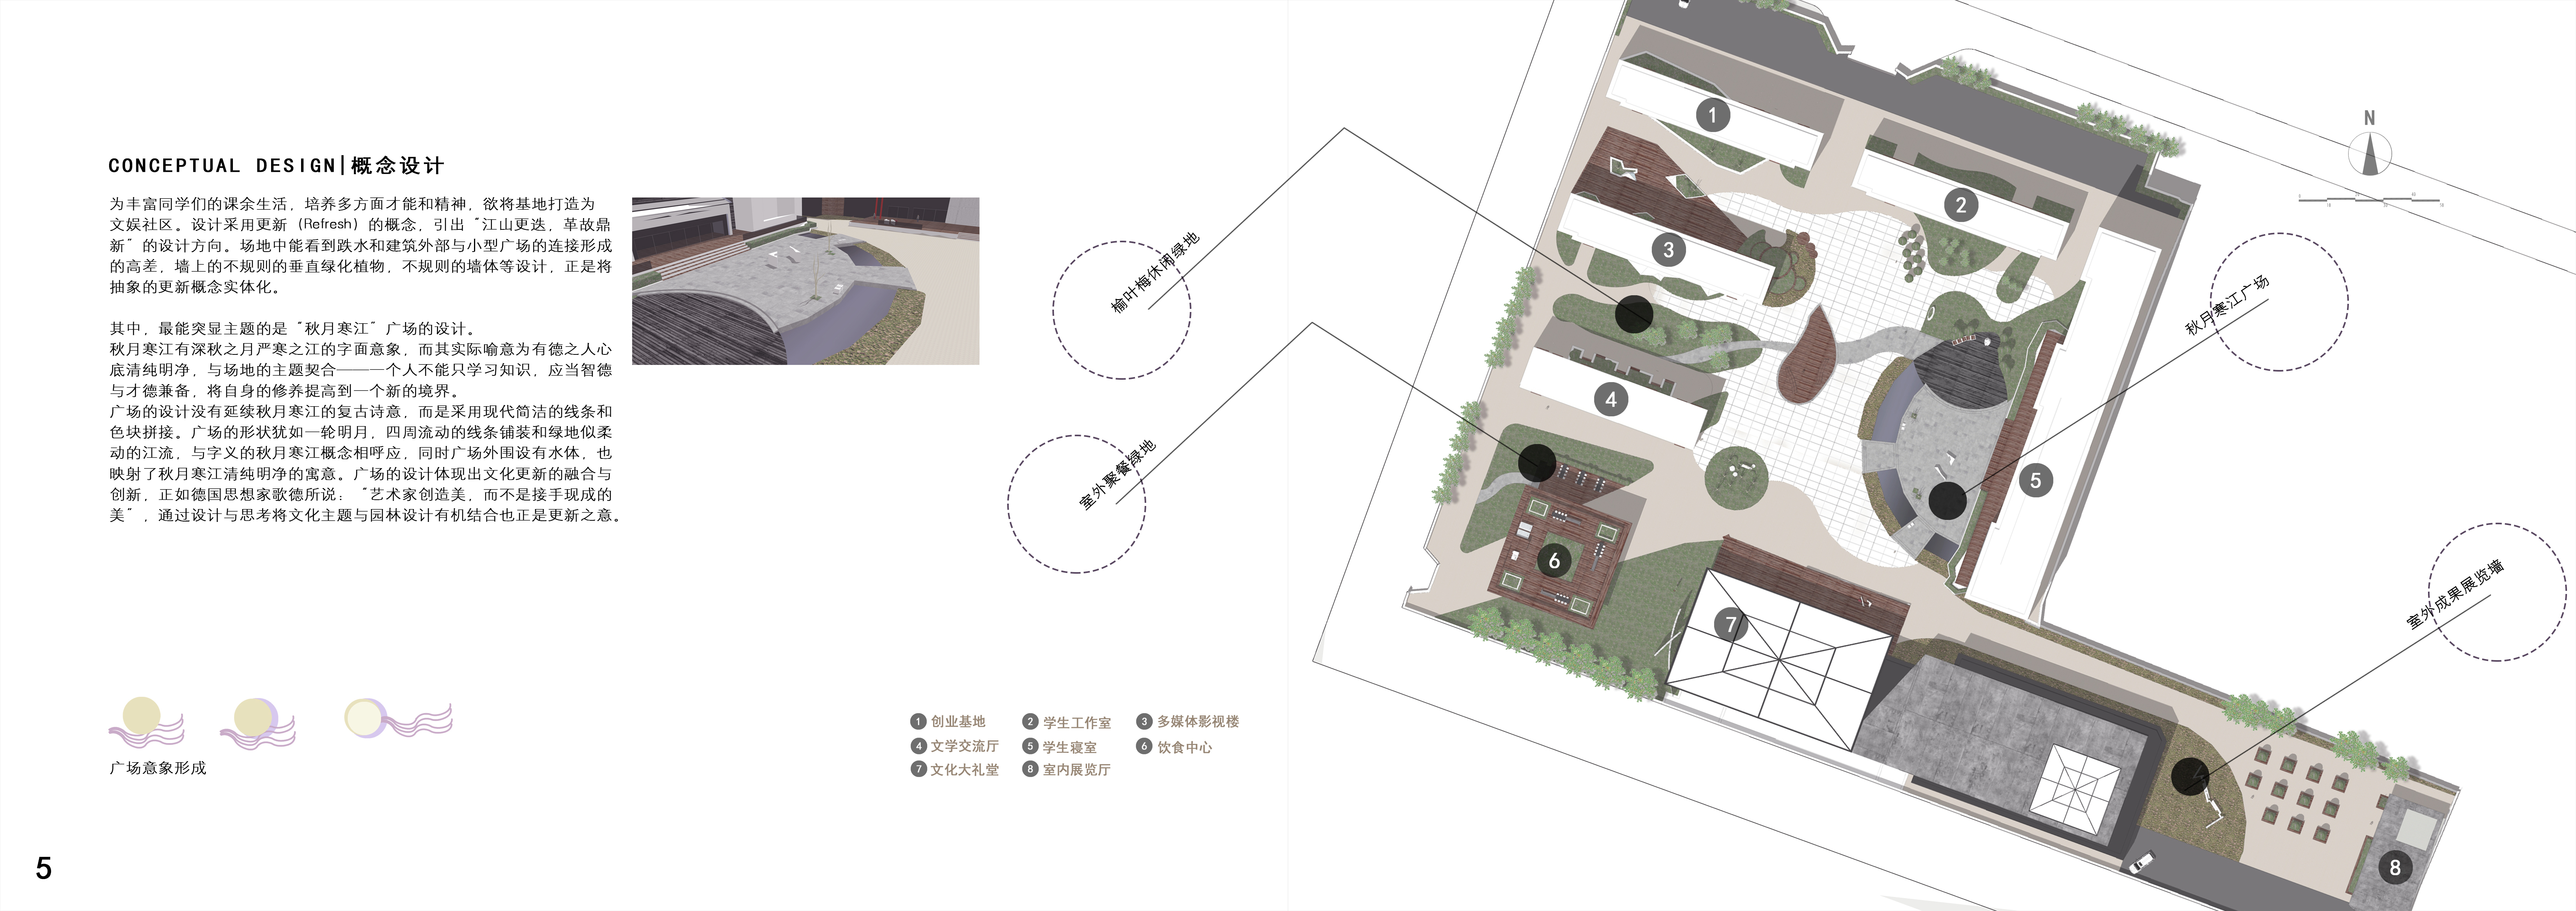 CONCEPTUAL DESIGN|概念设计
为丰富同学们的课余生活，培养多方面才能和精神，欲将基地打造为
文娱社区。设计采用更新（Refresh）的概念，引出“江山更迭，革故鼎
新”的设计方向。场地中能看到跌水和建筑外部与小型广场的连接形成
的高差，墙上的不规则的垂直绿化植物，不规则的墙体等设计，正是将
抽象的更新概念实体化。
其中，最能突显主题的是“秋月寒江”广场的设计。
秋月寒江有深秋之月严寒之江的字面意象，而其实际喻意为有德之人心
底清纯明净，与场地的主题契合———一个人不能只学习知识，应当智德
与才德兼备，将自身的修养提高到一个新的境界。
广场的设计没有延续秋月寒江的复古诗意，而是采用现代简洁的线条和
色块拼接。广场的形状犹如一轮明月，四周流动的线条铺装和绿地似柔
动的江流，与字义的秋月寒江概念相呼应，同时广场外围设有水体，也
映射了秋月寒江清纯明净的寓意。广场的设计体现出文化更新的融合与
创新，正如德国思想家歌德所说：“艺术家创造美，而不是接手现成的
美”，通过设计与思考将文化主题与园林设计有机结合也正是更新之意。
广场意象形成
5
榆叶梅休闲绿地
室外聚餐绿地
1 创业基地
2 学生工作室
3 多媒体影视楼
4 文学交流厅
5 学生寝室
6 饮食中心
7 文化大礼堂
8 室内展览厅
N
秋月寒江广场
室外成果展览墙
1
2
3
4
5
6
7
8